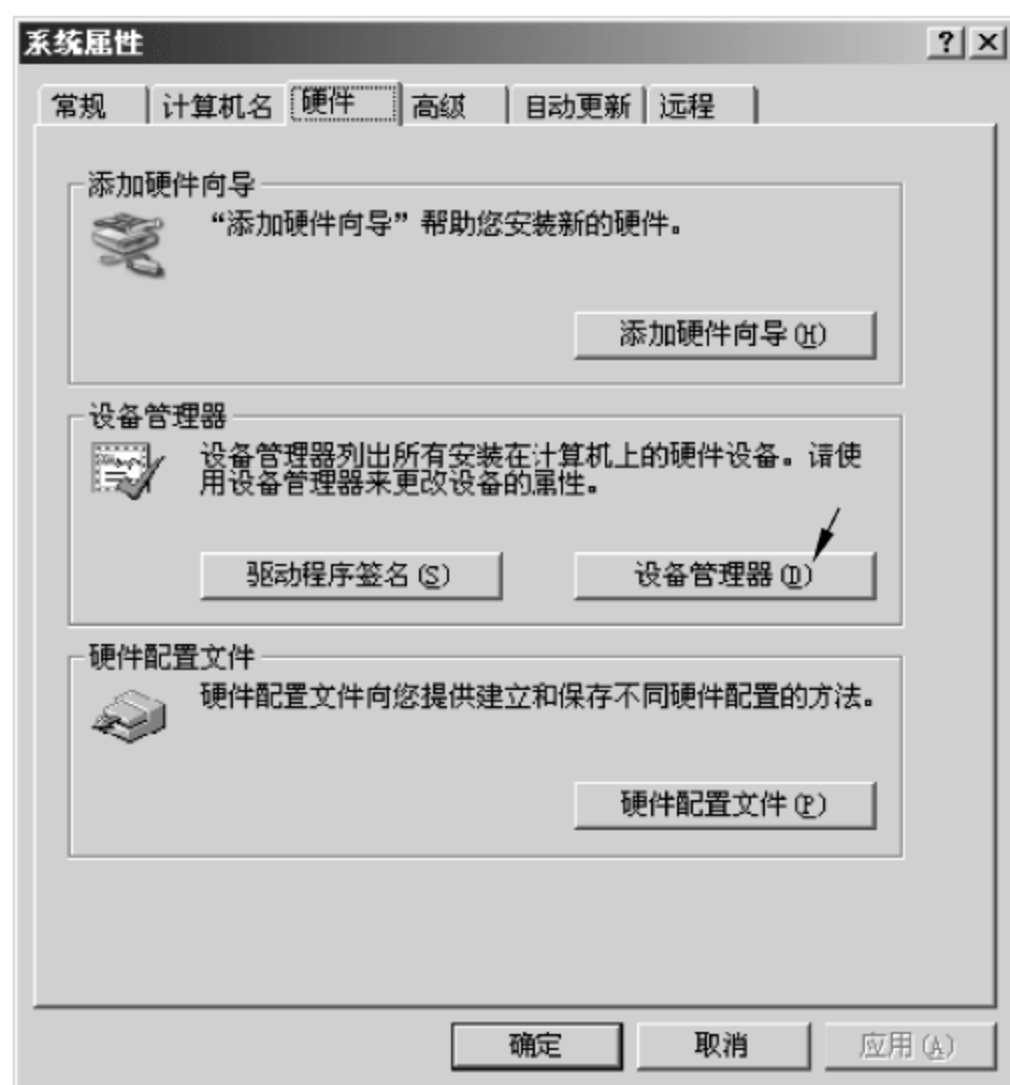 系统属性
常规 计算机名 硬件 高级 自动更新 远程
添加硬件向导
“添加硬件向导”帮助您安装新的硬件。
添加硬件向导(H)
设备管理器
设备管理器列出所有安装在计算机上的硬件设备。请使
用设备管理器来更改设备的属性。
驱动程序签名(S) 设备管理器(D)
硬件配置文件
硬件配置文件向您提供建立和保存不同硬件配置的方法。
硬件配置文件(P)
确定 取消 应用(A)